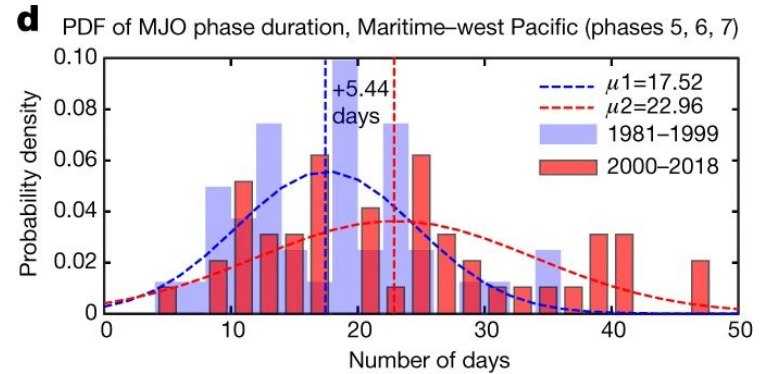 d PDF of MJO phase duration, Maritime–west Pacific (phases 5, 6, 7)
0.10
0.08
0.06
0.04
0.02
0
Probability density
+5.44
days
μ1=17.52
μ2=22.96
1981–1999
2000–2018
0 10 20 30 40 50
Number of days